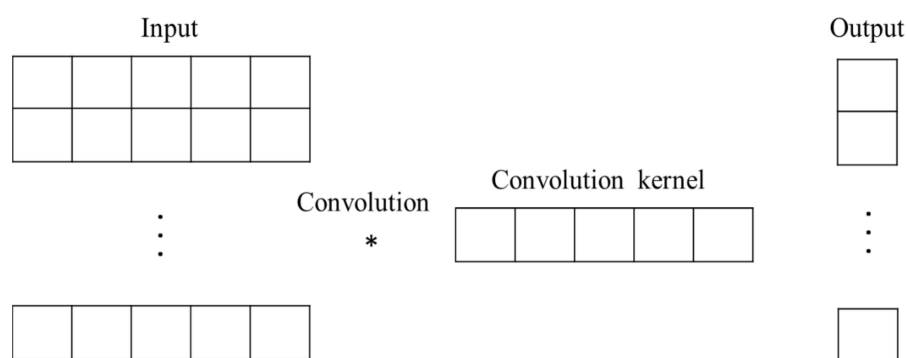 Input
Output
Convolution kernel
Convolution
*